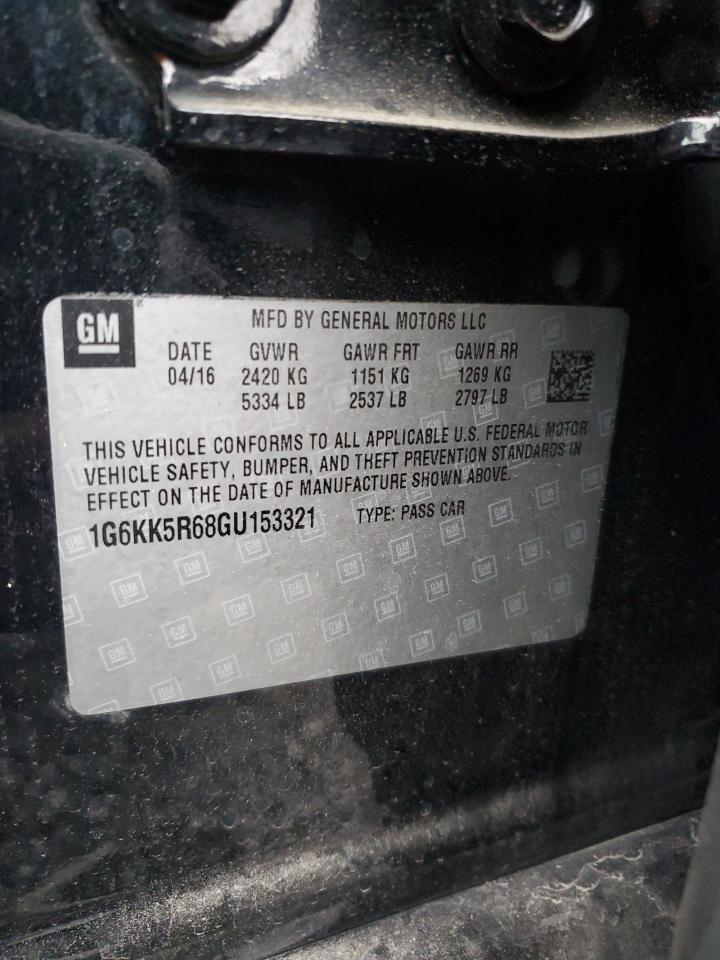 GM
MFD BY GENERAL MOTORS LLC
DATE GVWR GAWR FRT GAWR RR
04/16 2420 KG 1151 KG 1269 KG
5334 LB 2537 LB 2797 LB
THIS VEHICLE CONFORMS TO ALL APPLICABLE U.S. FEDERAL MOTOR
VEHICLE SAFETY, BUMPER, AND THEFT PREVENTION STANDARDS IN
EFFECT ON THE DATE OF MANUFACTURE SHOWN ABOVE.
1G6KK5R68GU153321 TYPE: PASS CAR